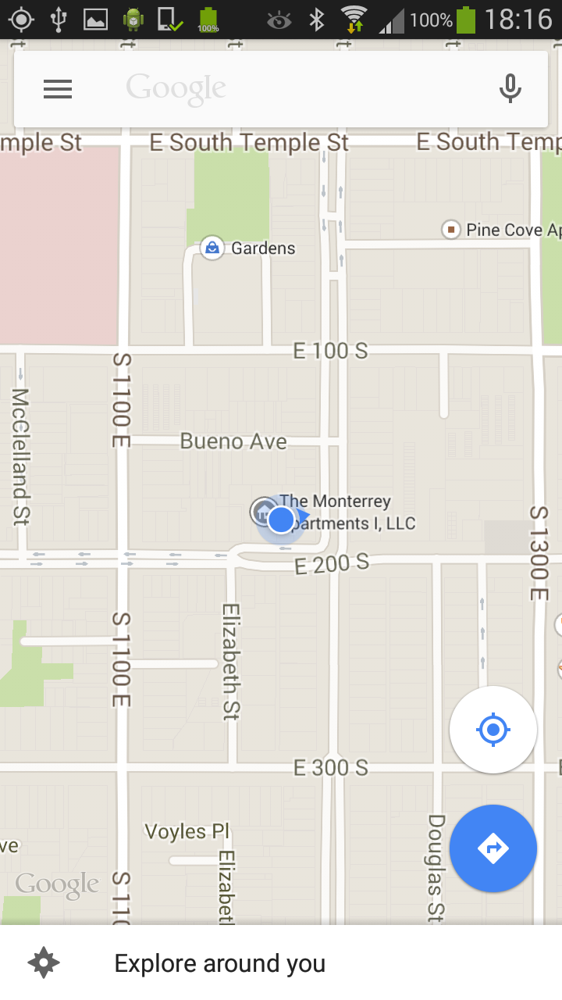 100%
100%
18:16
Google
mple St
E South Temple St
E South Temp
Pine Cove Ap
Gardens
E 100 S
S 1100 E
McClelland St
Bueno Ave
The Monterrey
partments I, LLC
S 1300 E
E 200 S
Elizabeth St
S 1100 E
E 300 S
Voyles Pl
Douglas St
ve
Elizabet
Google
S 110
Explore around you